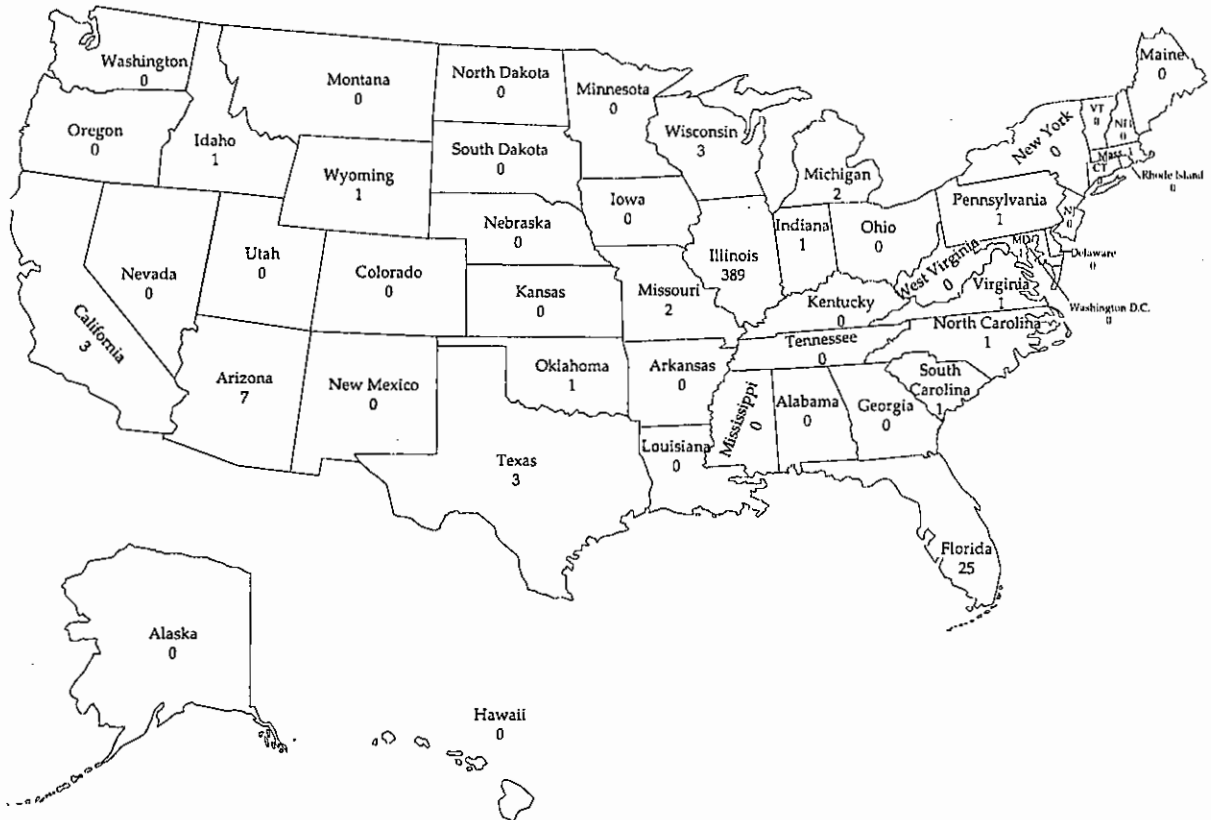 Washington
0
Oregon
0
California
3
Nevada
0
Idaho
1
Montana
0
Wyoming
1
Utah
0
Arizona
7
Colorado
0
New Mexico
0
North Dakota
0
South Dakota
0
Nebraska
0
Kansas
0
Oklahoma
1
Texas
3
Minnesota
0
Iowa
0
Missouri
2
Arkansas
0
Louisiana
0
Wisconsin
3
Illinois
389
Michigan
2
Indiana
1
Ohio
0
Kentucky
0
Tennessee
0
Mississippi
0
Alabama
0
Georgia
0
Florida
25
South
Carolina
1
North Carolina
1
Virginia
1
West Virginia
0
Pennsylvania
1
New York
0
Maine
0
VT
0
NH
0
Mass. 1
CT
0
Rhode Island
0
NJ
0
Delaware
0
MD
1
Washington D.C.
0
Alaska
0
Hawaii
0